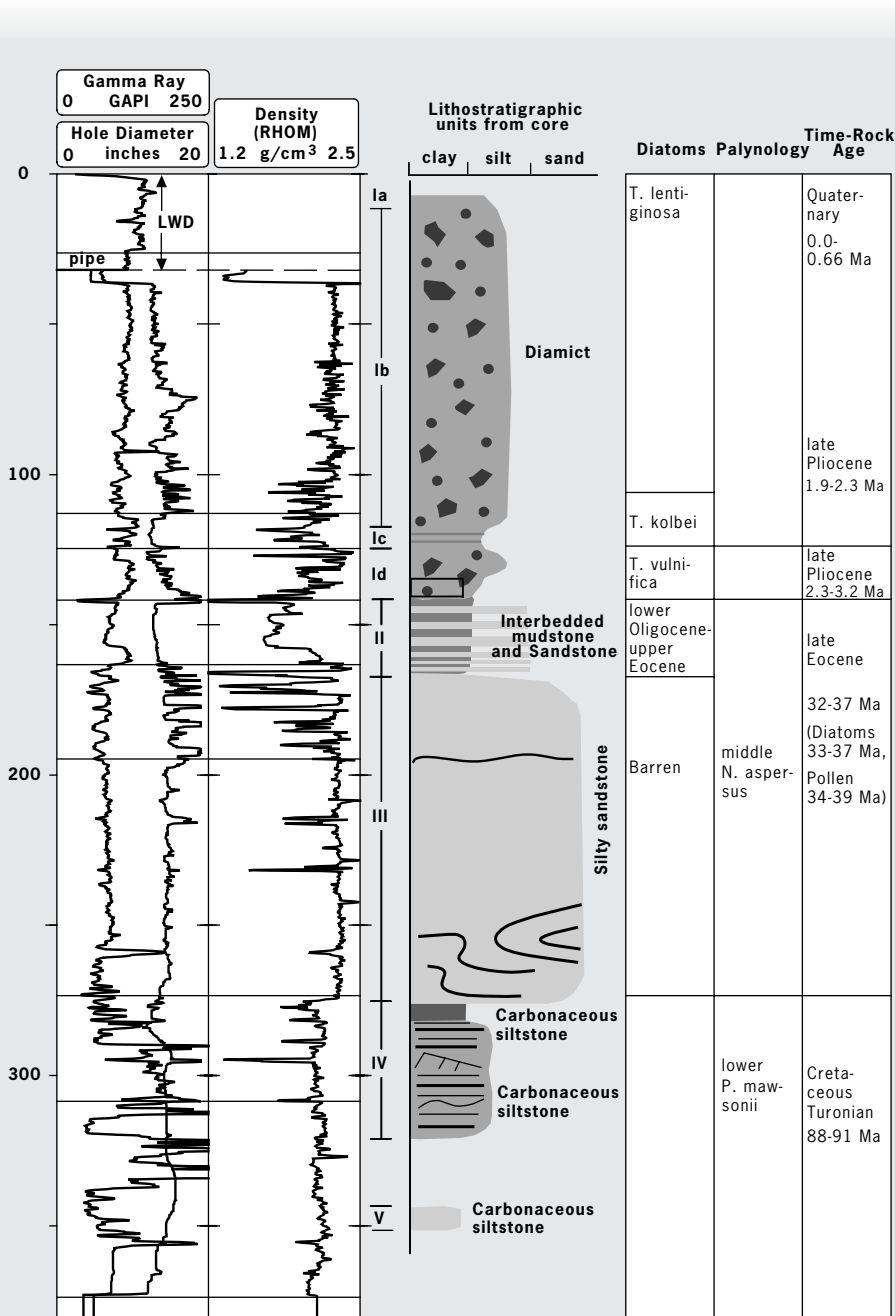 Gamma Ray
0 GAPI 250
Hole Diameter
0 inches 20
Density
(RHOM)
1.2 g/cm³ 2.5
Lithostratigraphic
units from core
clay silt sand
Diatoms Palynology Time-Rock
Age
0
LWD
pipe
100
200
300
Ia
Ib
Ic
Id
II
III
IV
V
Diamict
Interbedded
mudstone
and Sandstone
Silty sandstone
Carbonaceous
siltstone
Carbonaceous
siltstone
Carbonaceous
siltstone
T. lenti-
ginosa
T. kolbei
T. vulni-
fica
lower
Oligocene-
upper
Eocene
Barren
middle
N. asper-
sus
lower
P. maw-
sonii
Quater-
nary
0.0-
0.66 Ma
late
Pliocene
1.9-2.3 Ma
late
Pliocene
2.3-3.2 Ma
late
Eocene
32-37 Ma
(Diatoms
33-37 Ma,
Pollen
34-39 Ma)
Creta-
ceous
Turonian
88-91 Ma